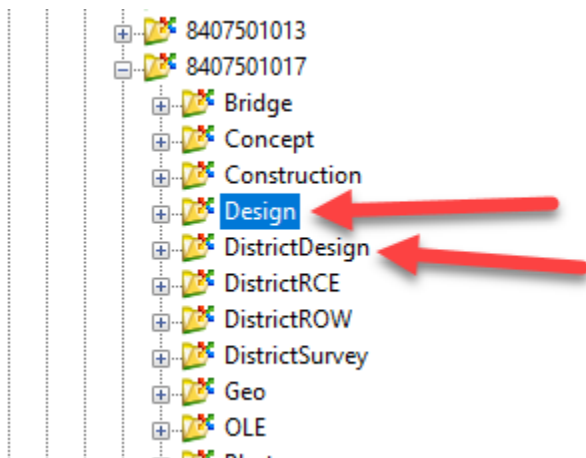 8407501013
8407501017
Bridge
Concept
Construction
Design
DistrictDesign
DistrictRCE
DistrictROW
DistrictSurvey
Geo
OLE